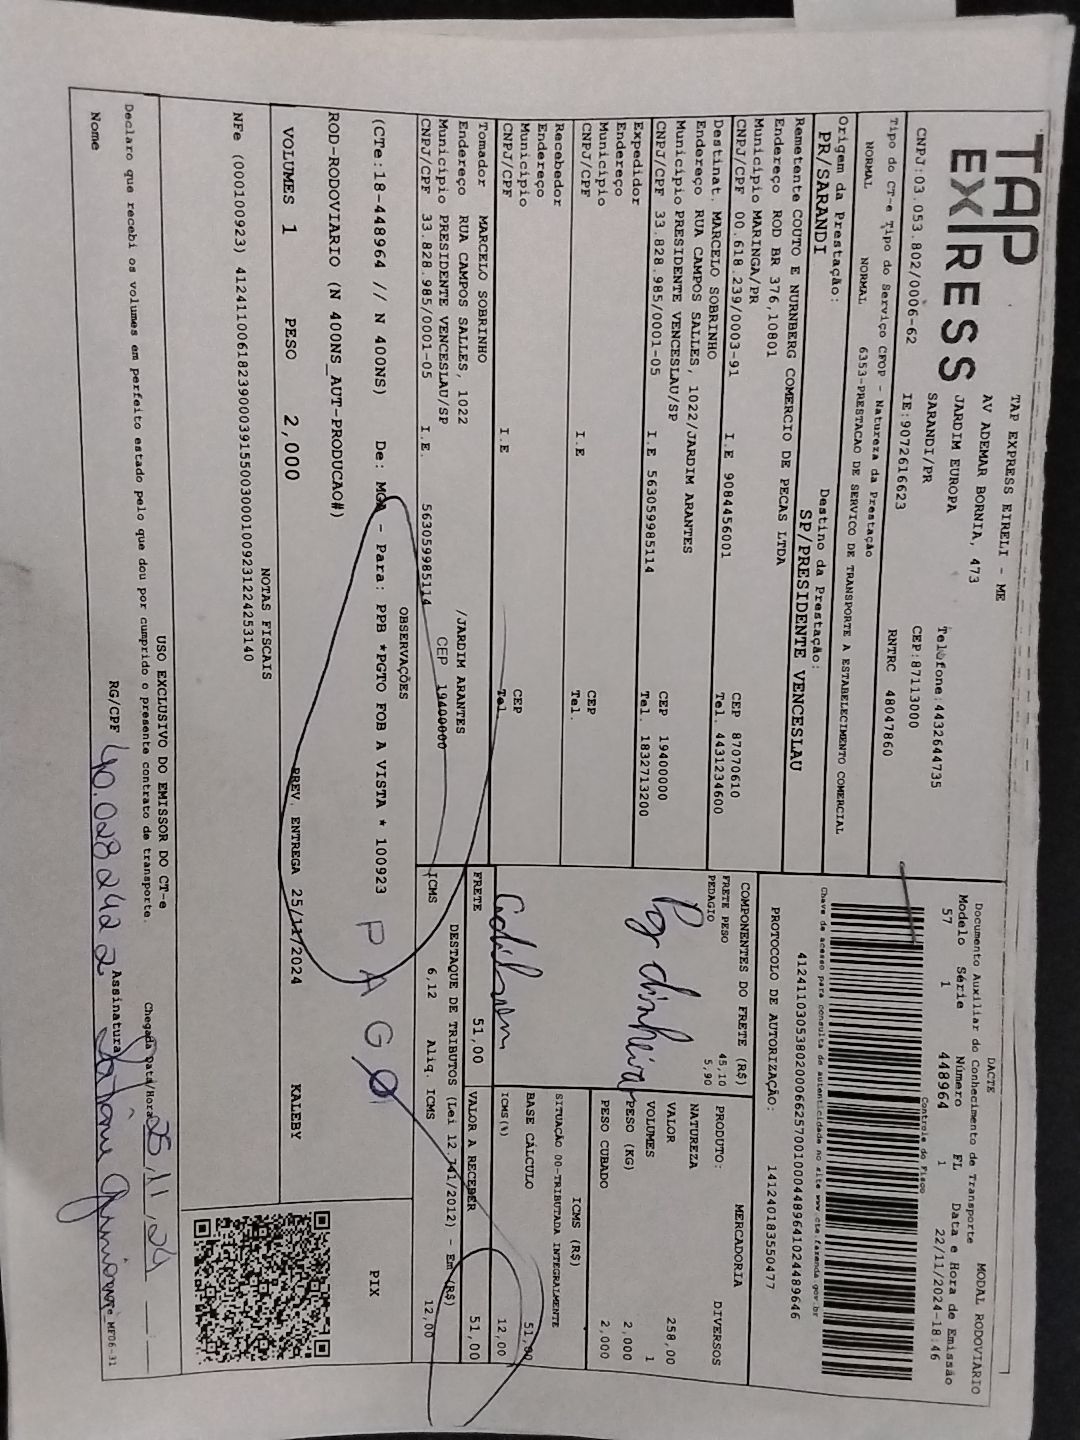 TAP
EXPRESS
TAP EXPRESS EIRELI - ME
AV ADEMAR BORNIA, 473
JARDIM EUROPA
SARANDI/PR
Telefone:4432644735
CEP:87113000
CNPJ:03.053.802/0006-62
IE:9072616623
RNTRC 48047860
DACTE
MODAL RODOVIARIO
Documento Auxiliar do Conhecimento de Transporte
Modelo Série Número FL Data e Hora de Emissão
57 1 448964 1 22/11/2024-18:46
Controle do Fisco
Tipo do CT-e Tipo do Serviço CFOP - Natureza da Prestação
NORMAL NORMAL 6353-PRESTACAO DE SERVICO DE TRANSPORTE A ESTABELECIMENTO COMERCIAL
Chave de acesso para consulta de autenticidade no site www.cte.fazenda.gov.br
41241103053802000662570010004489641024489646
PROTOCOLO DE AUTORIZAÇÃO: 141240183550477
Origem da Prestação:
PR/SARANDI
Destino da Prestação:
SP/PRESIDENTE VENCESLAU
Remetente COUTO E NURNBERG COMERCIO DE PECAS LTDA
Endereço ROD BR 376,10801
Município MARINGA/PR CEP 87070610
CNPJ/CPF 00.618.239/0003-91 I.E 9084456001 Tel. 4431234600
Destinat. MARCELO SOBRINHO
Endereço RUA CAMPOS SALLES, 1022/JARDIM ARANTES
Município PRESIDENTE VENCESLAU/SP CEP 19400000
CNPJ/CPF 33.828.985/0001-05 I.E 563059985114 Tel. 1832713200
Expedidor
Endereço
Município CEP
CNPJ/CPF I.E Tel.
Recebedor
Endereço
Município CEP
CNPJ/CPF I.E Tel.
Tomador MARCELO SOBRINHO
Endereço RUA CAMPOS SALLES, 1022 /JARDIM ARANTES
Município PRESIDENTE VENCESLAU/SP CEP 19400000
CNPJ/CPF 33.828.985/0001-05 I.E. 563059985114
COMPONENTES DO FRETE (R$)
FRETE PESO 45,10
PEDAGIO 5,90
Pg dinheiro
MERCADORIA
PRODUTO: DIVERSOS
NATUREZA
VALOR 258,00
VOLUMES 1
PESO (KG) 2,000
PESO CUBADO 2,000
ICMS (R$)
SITUAÇÃO 00-TRIBUTADA INTEGRALMENTE
BASE CÁLCULO 51,00
ICMS(%) 12,00
FRETE 51,00
VALOR A RECEBER 51,00
DESTAQUE DE TRIBUTOS (Lei 12.741/2012) - Em (R$)
ICMS 6,12 Aliq. ICMS 12,00
OBSERVAÇÕES
(CTe:18-448964 // N 400NS) De: MGA - Para: PPB *PGTO FOB A VISTA * 100923
PAGO
PIX
ROD-RODOVIARIO (N 400NS_AUT-PRODUCAO#)
VOLUMES 1 PESO 2,000 PREV. ENTREGA 25/11/2024 KALEBY
NOTAS FISCAIS
NFe (000100923) 41241100618239000391550030001009231224253140
USO EXCLUSIVO DO EMISSOR DO CT-e
Declaro que recebi os volumes em perfeito estado pelo que dou por cumprido o presente contrato de transporte.
Chegada Data/Hora 25/11/24
Nome RG/CPF 40.028.242 2 Assinatura
MF06-31